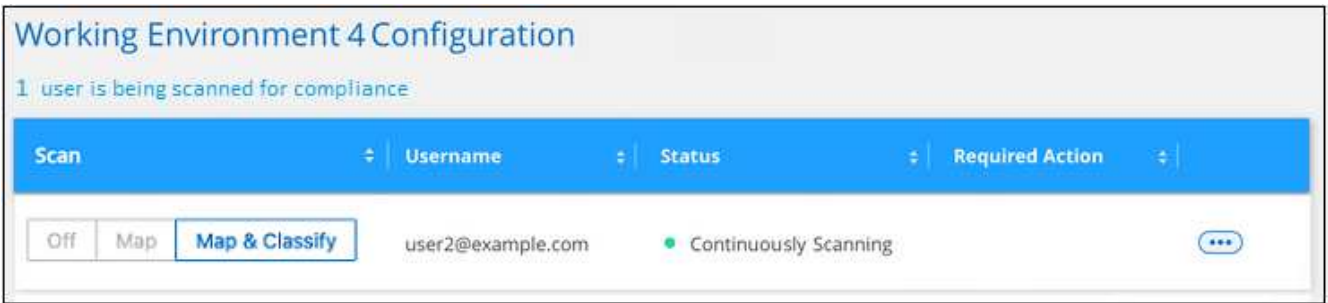 Working Environment 4 Configuration
1 user is being scanned for compliance
Scan Username Status Required Action
Off Map Map & Classify user2@example.com Continuously Scanning